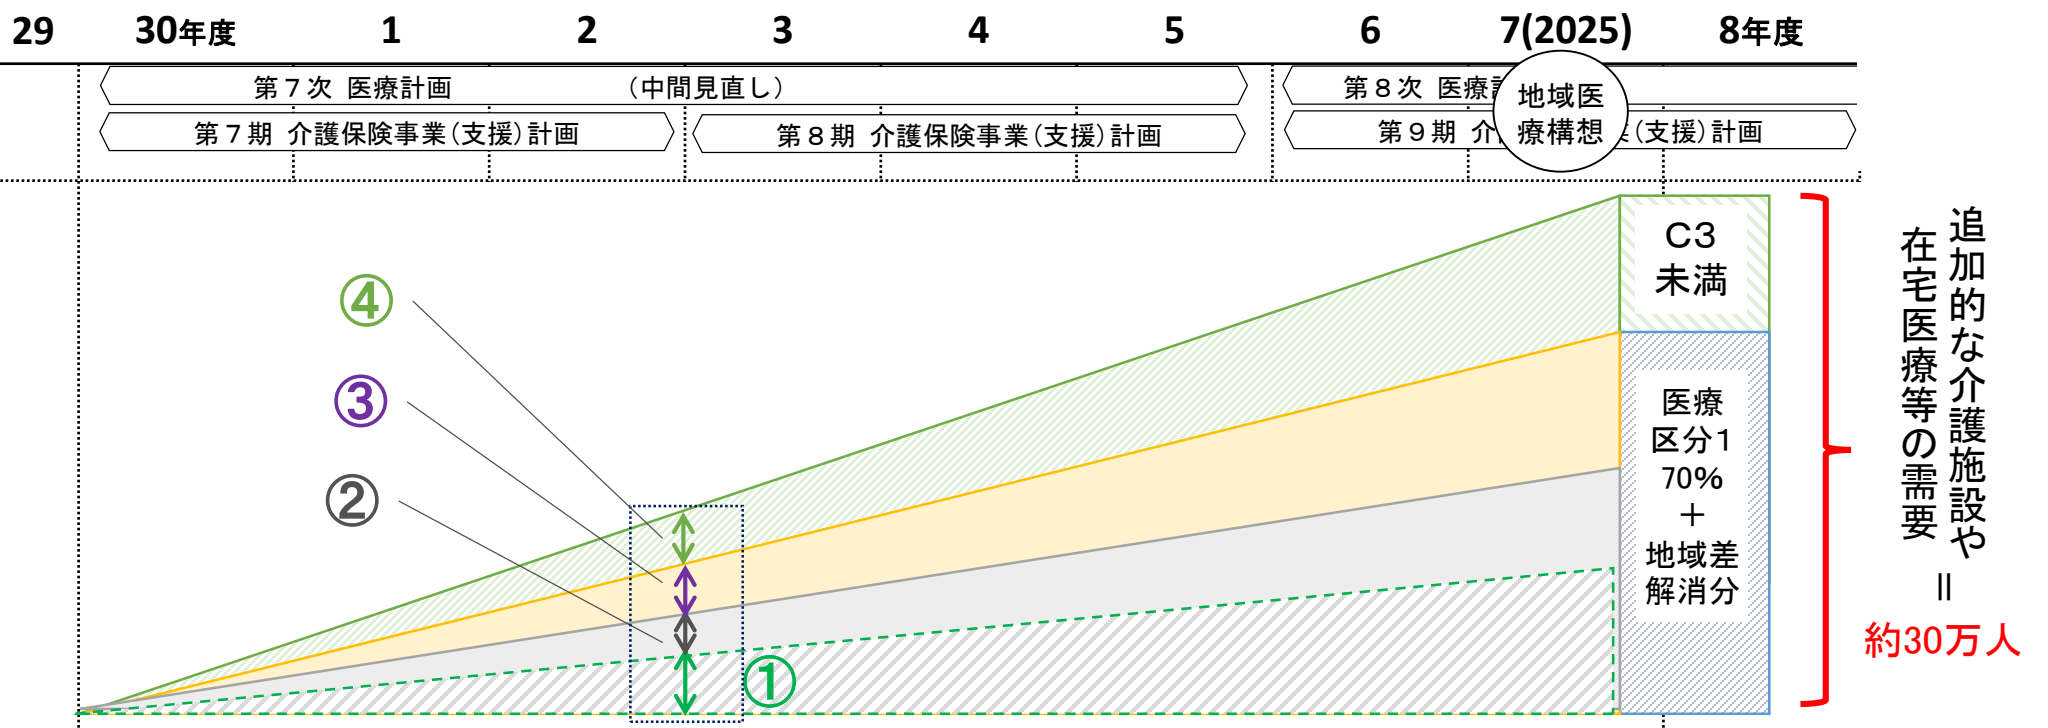 29 30年度 1 2 3 4 5 6 7(2025) 8年度
第７次 医療計画 （中間見直し）
第８次 医療
第７期 介護保険事業（支援）計画
第８期 介護保険事業（支援）計画
第９期 介
（支援）計画
地域医
療構想
④
③
②
①
C3
未満
医療
区分1
70%
＋
地域差
解消分
追加的な介護施設や
在宅医療等の需要
＝
約30万人